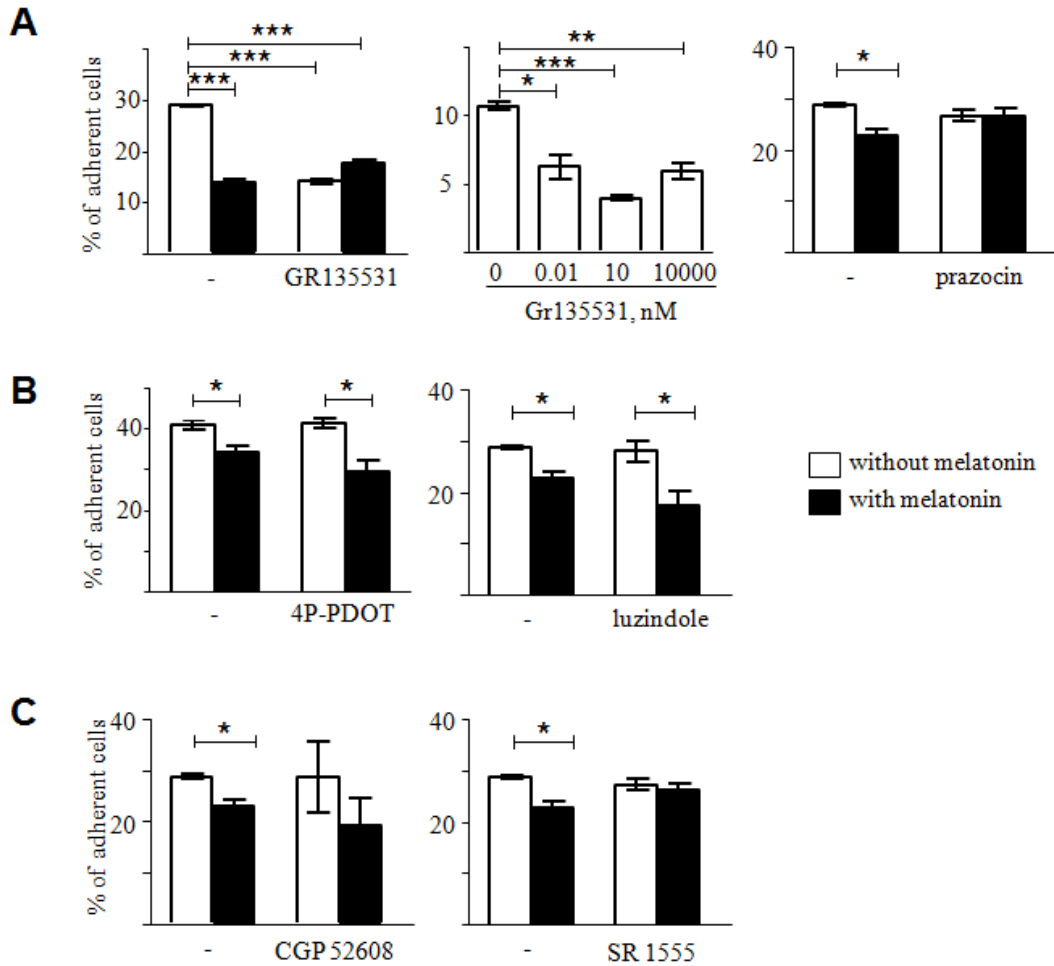 A
% of adherent cells
***
***
***
30
20
10
-
GR135531
**
***
*
10
5
0 0.01 10 10000
Gr135531, nM
*
40
20
-
prazocin
B
% of adherent cells
*
*
40
20
-
4P-PDOT
*
*
40
20
-
luzindole
without melatonin
with melatonin
C
% of adherent cells
*
40
20
-
CGP 52608
*
40
20
-
SR 1555